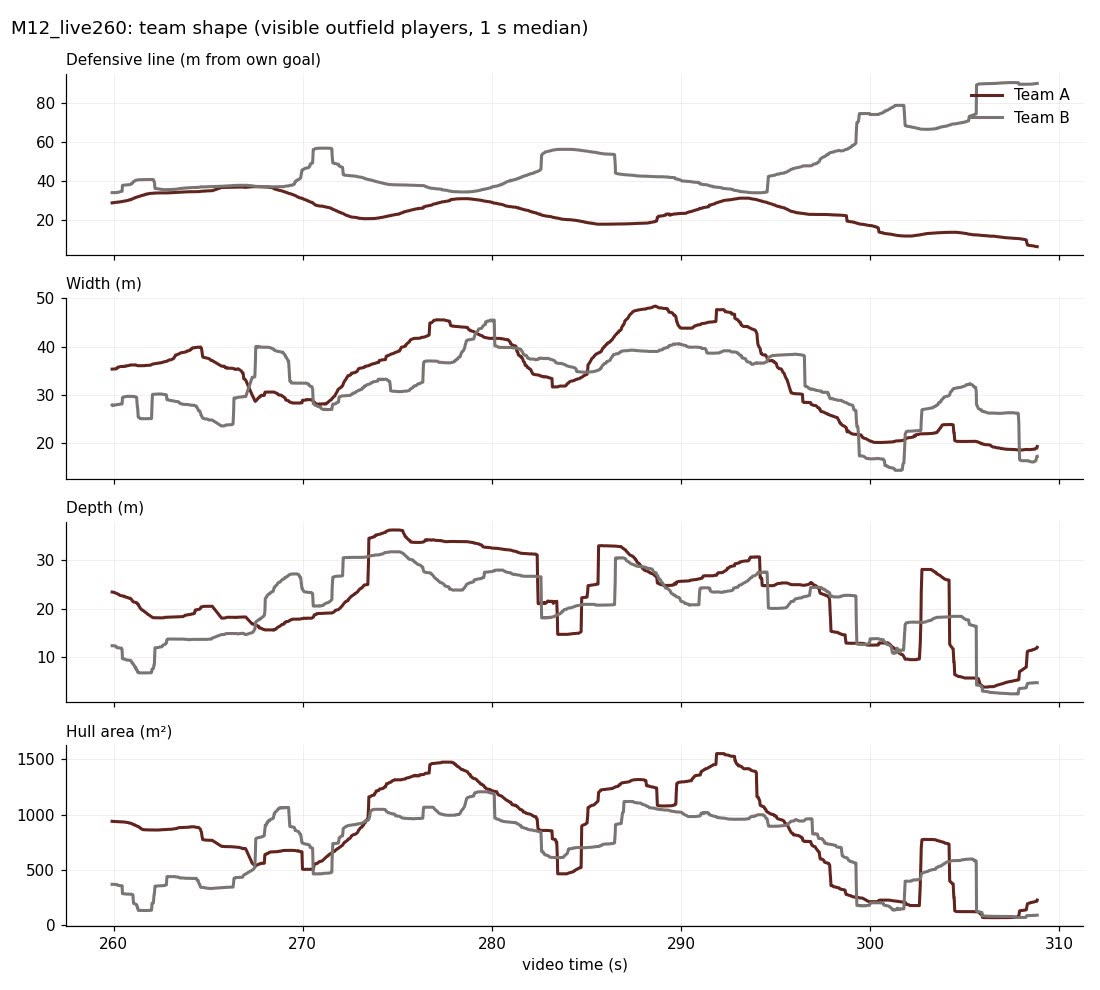 M12_live260: team shape (visible outfield players, 1 s median)
Defensive line (m from own goal)
80
60
40
20
Team A
Team B
Width (m)
50
40
30
20
Depth (m)
30
20
10
Hull area (m²)
1500
1000
500
0
260 270 280 290 300 310
video time (s)